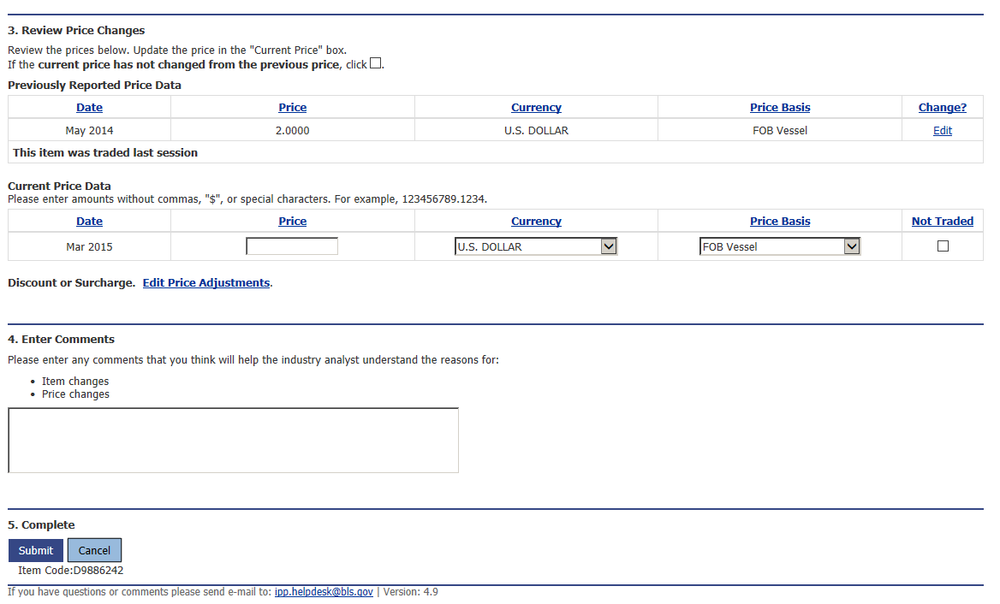 3. Review Price Changes
Review the prices below. Update the price in the "Current Price" box.
If the current price has not changed from the previous price, click .
Previously Reported Price Data
Date Price Currency Price Basis Change?
May 2014 2.0000 U.S. DOLLAR FOB Vessel Edit
This item was traded last session
Current Price Data
Please enter amounts without commas, "$", or special characters. For example, 123456789.1234.
Date Price Currency Price Basis Not Traded
Mar 2015 U.S. DOLLAR FOB Vessel
Discount or Surcharge. Edit Price Adjustments.
4. Enter Comments
Please enter any comments that you think will help the industry analyst understand the reasons for:
• Item changes
• Price changes
5. Complete
Submit Cancel
Item Code:D9886242
If you have questions or comments please send e-mail to: ipp.helpdesk@bls.gov | Version: 4.9